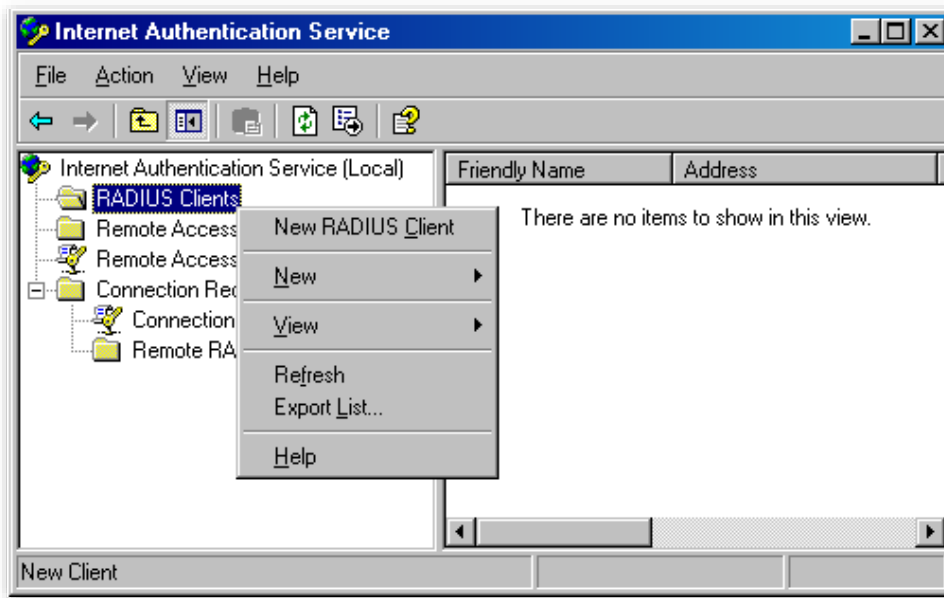 Internet Authentication Service
File Action View Help
Internet Authentication Service (Local)
RADIUS Clients
Remote Access
Remote Access
Connection Req
Connection
Remote RA
New RADIUS Client
New
View
Refresh
Export List...
Help
Friendly Name Address
There are no items to show in this view.
New Client